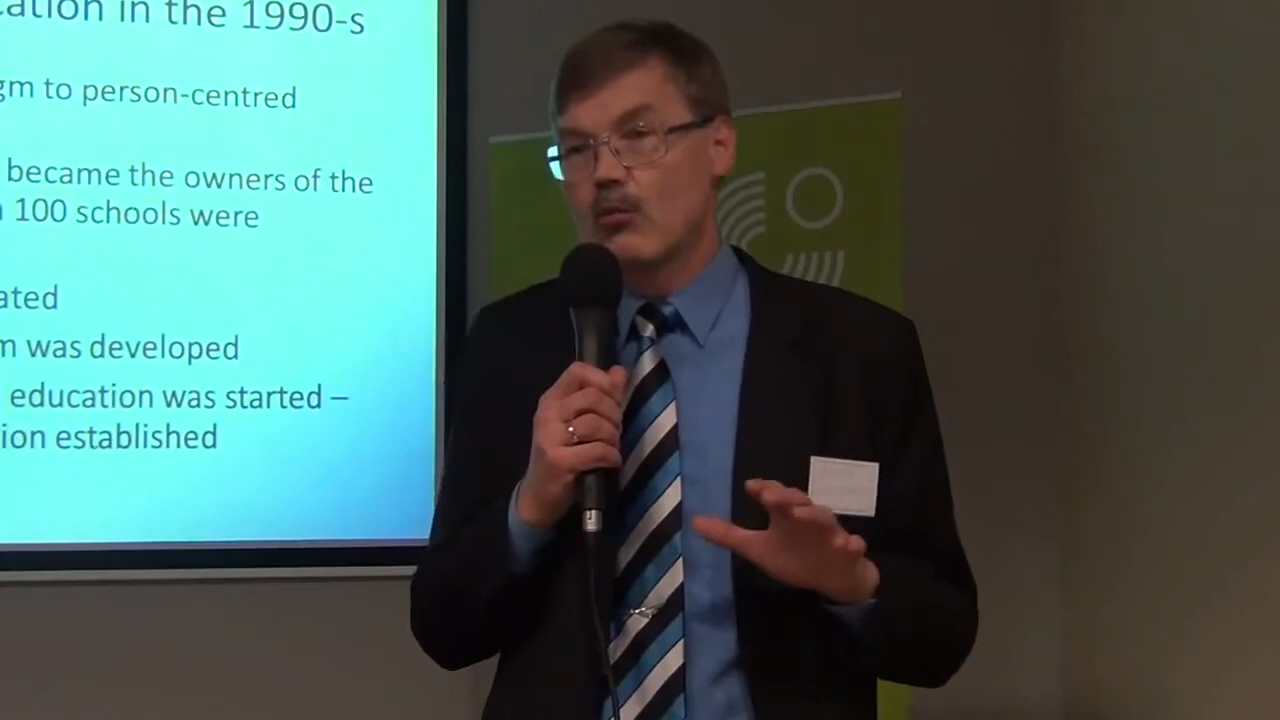 cation in the 1990-s
gm to person-centred
became the owners of the
100 schools were
ated
m was developed
education was started –
ion established